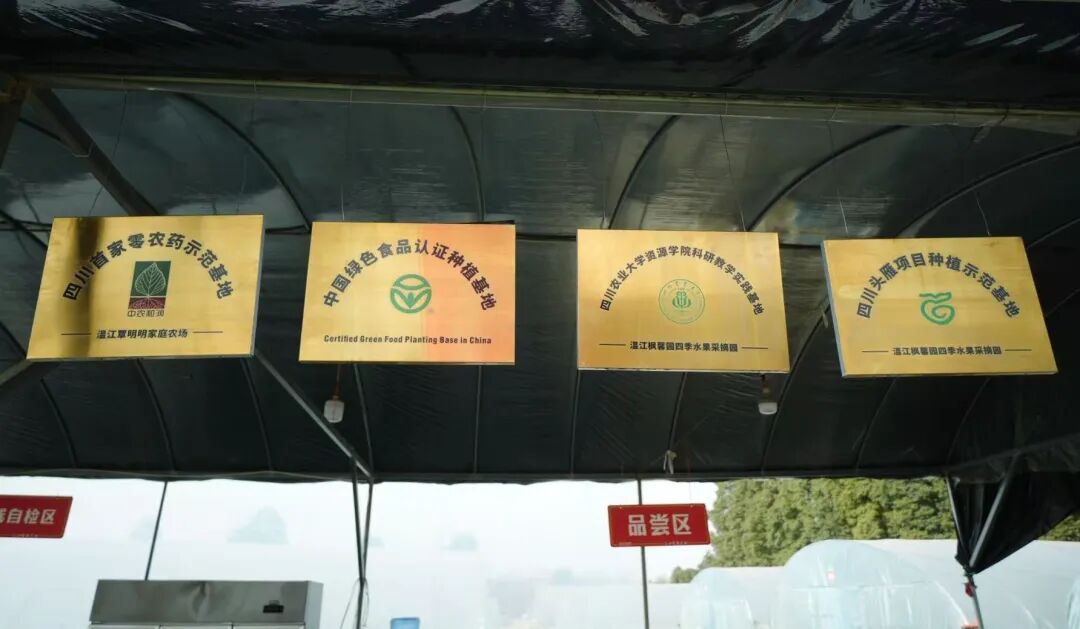 四川首家零农药示范基地
中农和润
温江覃明明家庭农场
中国绿色食品认证种植基地
Certified Green Food Planting Base in China
四川农业大学资源学院科研教学实践基地
温江枫馨园四季水果采摘园
四川头雁项目种植示范基地
温江枫馨园四季水果采摘园
自检区
品尝区